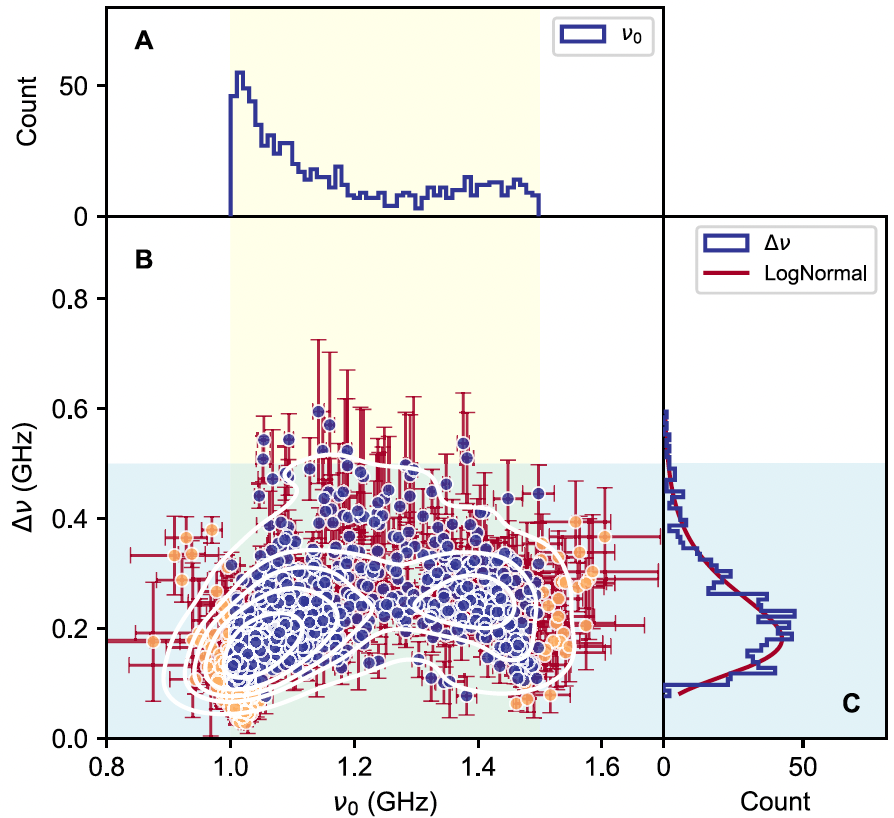 A
ν₀
50
Count
0
B
Δν
LogNormal
0.8
0.6
Δν (GHz)
0.4
0.2
C
0.0
0.8
1.0
1.2
1.4
1.6
0
50
ν₀ (GHz)
Count